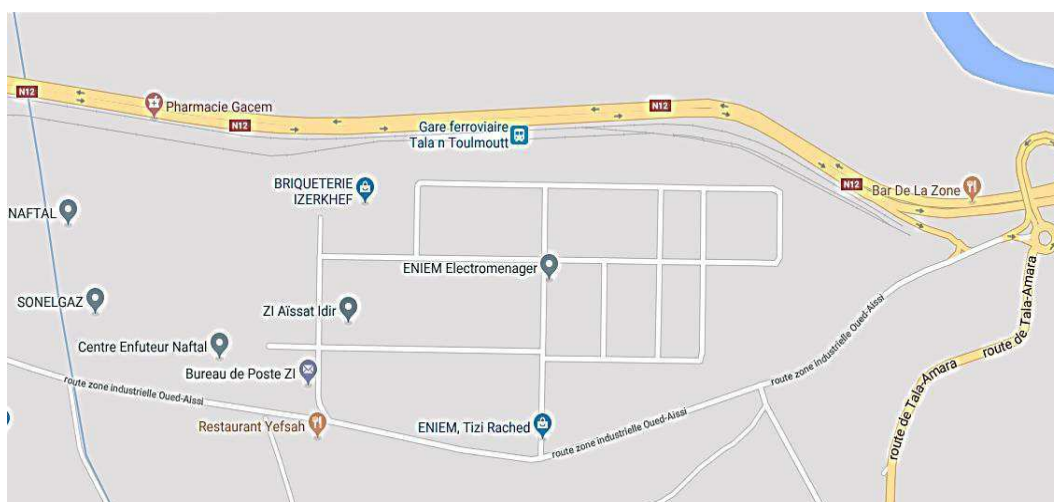 N12
Pharmacie Gacem
N12
N12
Gare ferroviaire
Tala n Toulmoutt
BRIQUETERIE
IZERKHEF
N12
Bar De La Zone
NAFTAL
ENIEM Electromenager
SONELGAZ
ZI Aïssat Idir
Centre Enfuteur Naftal
Bureau de Poste ZI
route zone industrielle Oued-Aissi
Restaurant Yefsah
ENIEM, Tizi Rached
route zone industrielle Oued-Aissi
route zone industrielle Oued-Aissi
route de Tala-Amara
route de Tala-Amara